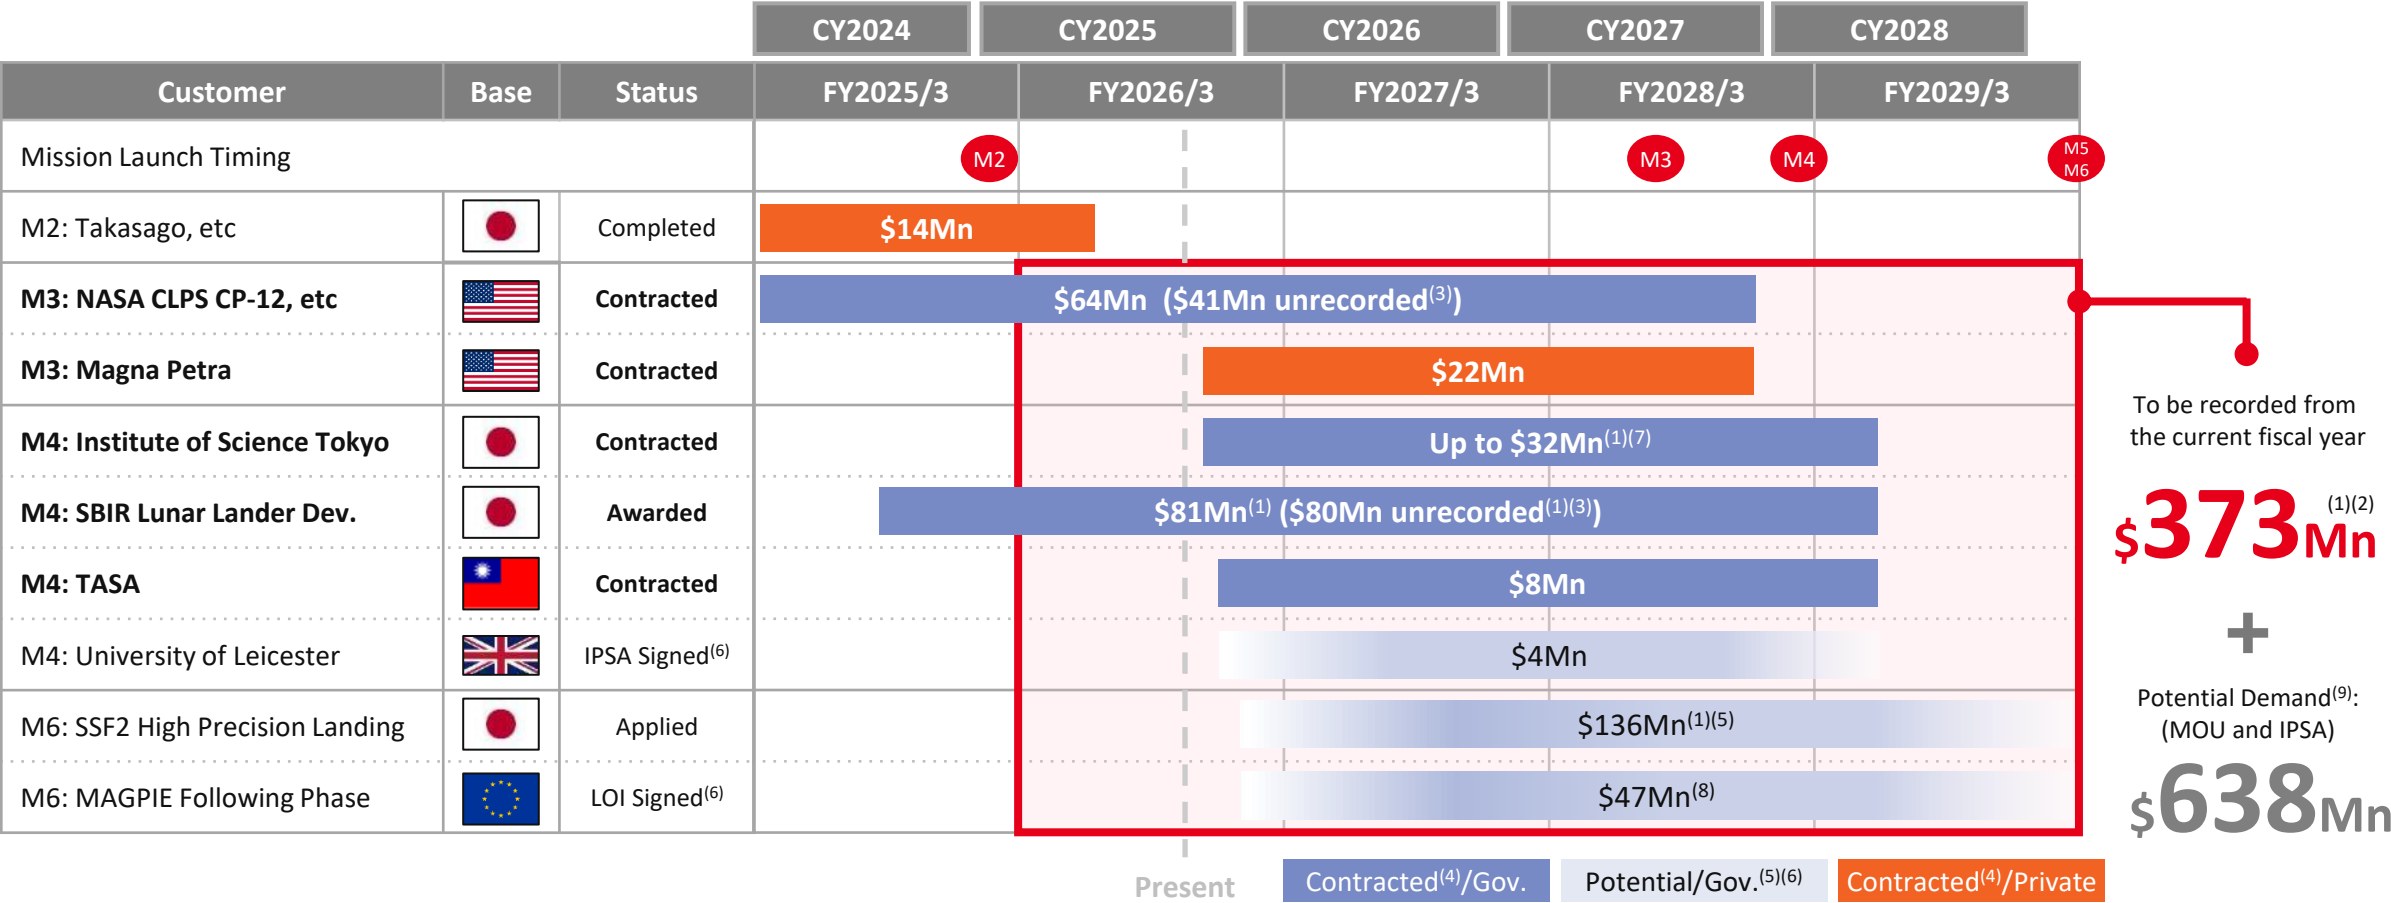 CY2024 CY2025 CY2026 CY2027 CY2028
Customer Base Status FY2025/3 FY2026/3 FY2027/3 FY2028/3 FY2029/3
Mission Launch Timing M2 M3 M4 M5 M6
M2: Takasago, etc Completed $14Mn
M3: NASA CLPS CP-12, etc Contracted $64Mn ($41Mn unrecorded(3))
M3: Magna Petra Contracted $22Mn
M4: Institute of Science Tokyo Contracted Up to $32Mn(1)(7)
M4: SBIR Lunar Lander Dev. Awarded $81Mn(1) ($80Mn unrecorded(1)(3))
M4: TASA Contracted $8Mn
M4: University of Leicester IPSA Signed(6) $4Mn
M6: SSF2 High Precision Landing Applied $136Mn(1)(5)
M6: MAGPIE Following Phase LOI Signed(6) $47Mn(8)
To be recorded from
the current fiscal year
$373Mn (1)(2)
+
Potential Demand(9):
(MOU and IPSA)
$638Mn
Present
Contracted(4)/Gov. Potential/Gov.(5)(6) Contracted(4)/Private